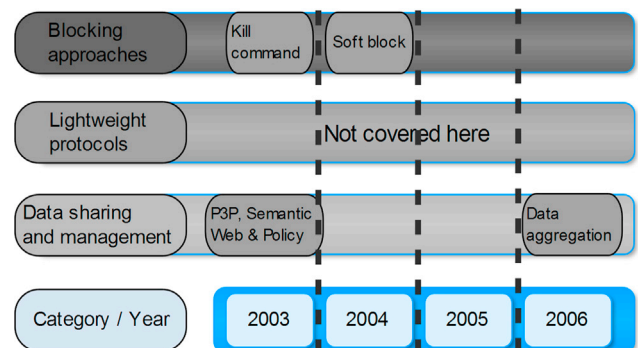 Blocking
approaches
Kill
command
Soft block
Lightweight
protocols
Not covered here
Data sharing
and management
P3P, Semantic
Web & Policy
Data
aggregation
Category / Year
2003
2004
2005
2006